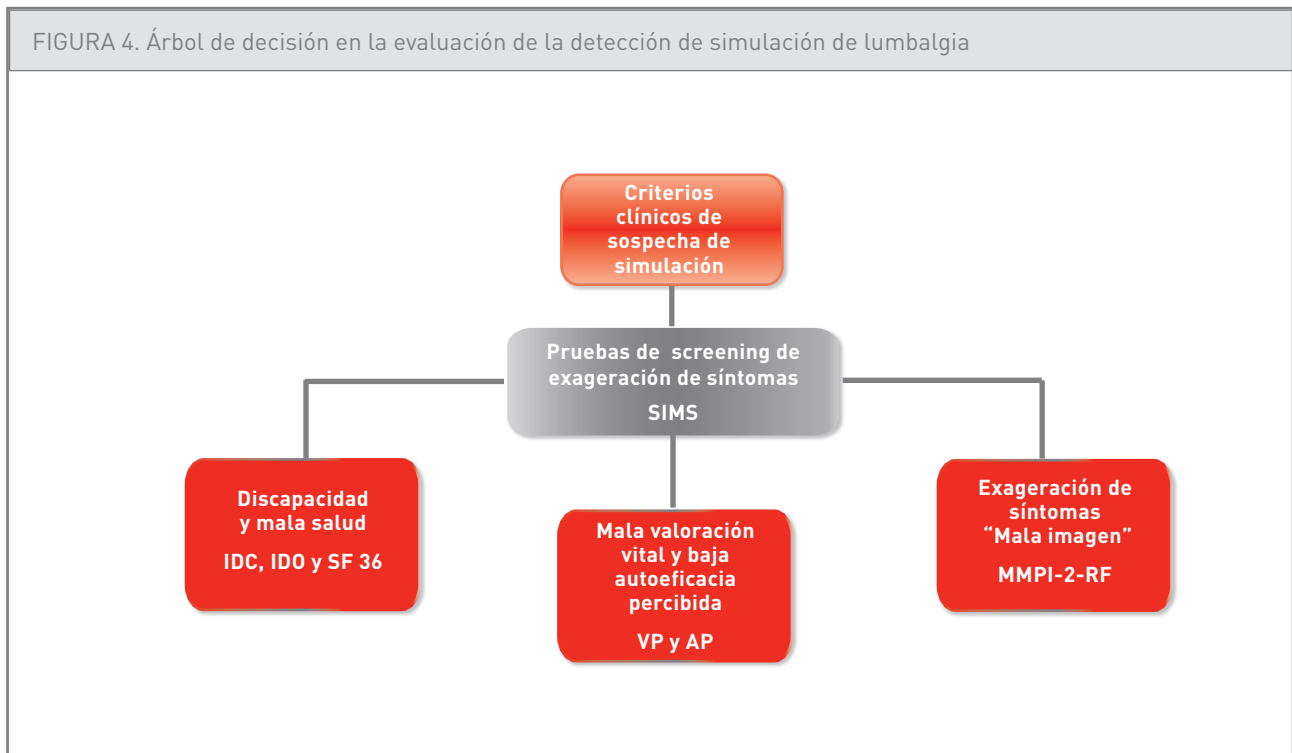 FIGURA 4. Árbol de decisión en la evaluación de la detección de simulación de lumbalgia
Criterios
clínicos de
sospecha de
simulación
Pruebas de screening de
exageración de síntomas
SIMS
Discapacidad
y mala salud
IDC, IDO y SF 36
Mala valoración
vital y baja
autoeficacia
percibida
VP y AP
Exageración de
síntomas
“Mala imagen”
MMPI-2-RF